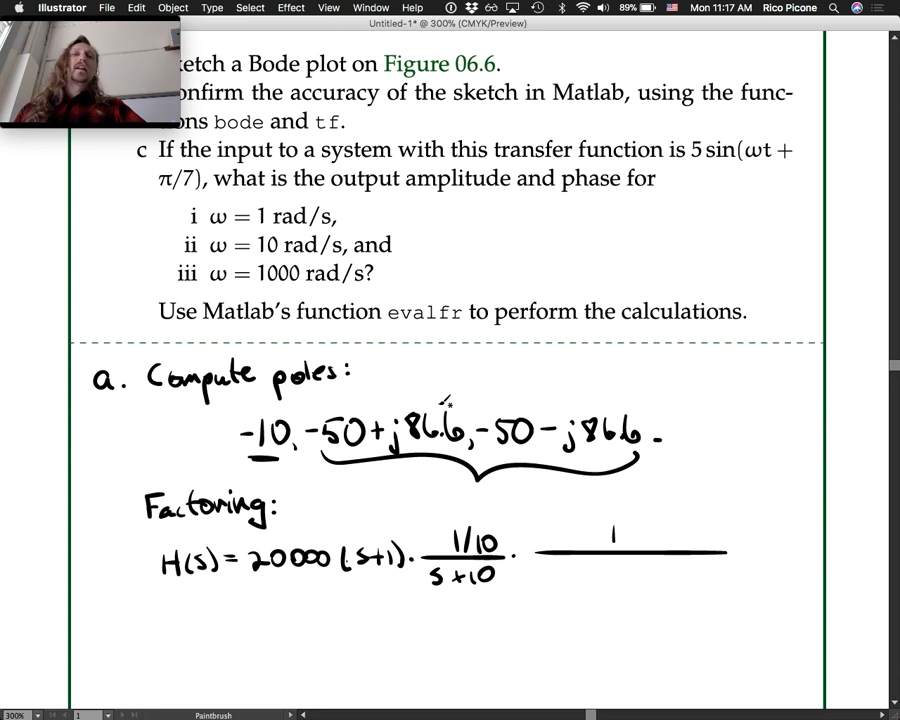 Illustrator File Edit Object Type Select Effect View Window Help 89% Mon 11:17 AM Rico Picone
Untitled-1* @ 300% (CMYK/Preview)
etch a Bode plot on Figure 06.6.
onfirm the accuracy of the sketch in Matlab, using the func-
ons bode and tf.
c If the input to a system with this transfer function is 5 sin(ωt +
π/7), what is the output amplitude and phase for
i ω = 1 rad/s,
ii ω = 10 rad/s, and
iii ω = 1000 rad/s?
Use Matlab's function evalfr to perform the calculations.
a. Compute poles:
-10, -50+j86.6, -50-j86.6.
Factoring:
H(s) = 20000 (s+1) · 1/10 / s+10 · 1 /
300% 1 Paintbrush